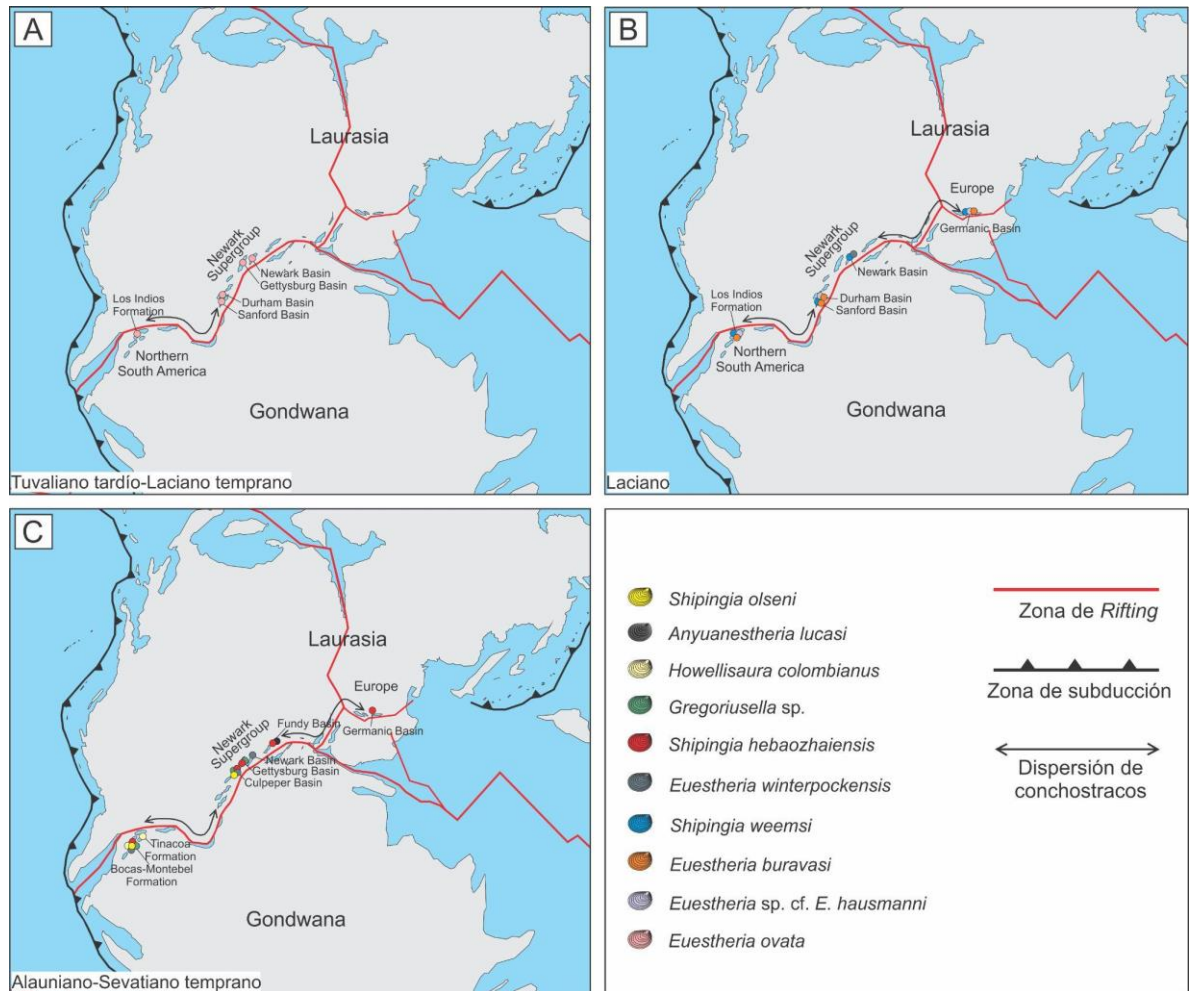 A
Laurasia
Newark
Supergroup
Newark Basin
Gettysburg Basin
Durham Basin
Sanford Basin
Los Indios
Formation
Northern
South America
Gondwana
Tuvaliano tardío-Laciano temprano
B
Laurasia
Europe
Germanic Basin
Newark
Supergroup
Newark Basin
Durham Basin
Sanford Basin
Los Indios
Formation
Northern
South America
Gondwana
Laciano
C
Laurasia
Europe
Germanic Basin
Fundy Basin
Newark
Supergroup
Newark Basin
Gettysburg Basin
Culpeper Basin
Tinacoa
Formation
Bocas-Montebel
Formation
Gondwana
Alauniano-Sevatiano temprano
Shipingia olseni
Anyuanestheria lucasi
Howellisaura colombianus
Gregoriusella sp.
Shipingia hebaozhaiensis
Euestheria winterpockensis
Shipingia weemsi
Euestheria buravasi
Euestheria sp. cf. E. hausmanni
Euestheria ovata
Zona de Rifting
Zona de subducción
Dispersión de
conchostracos